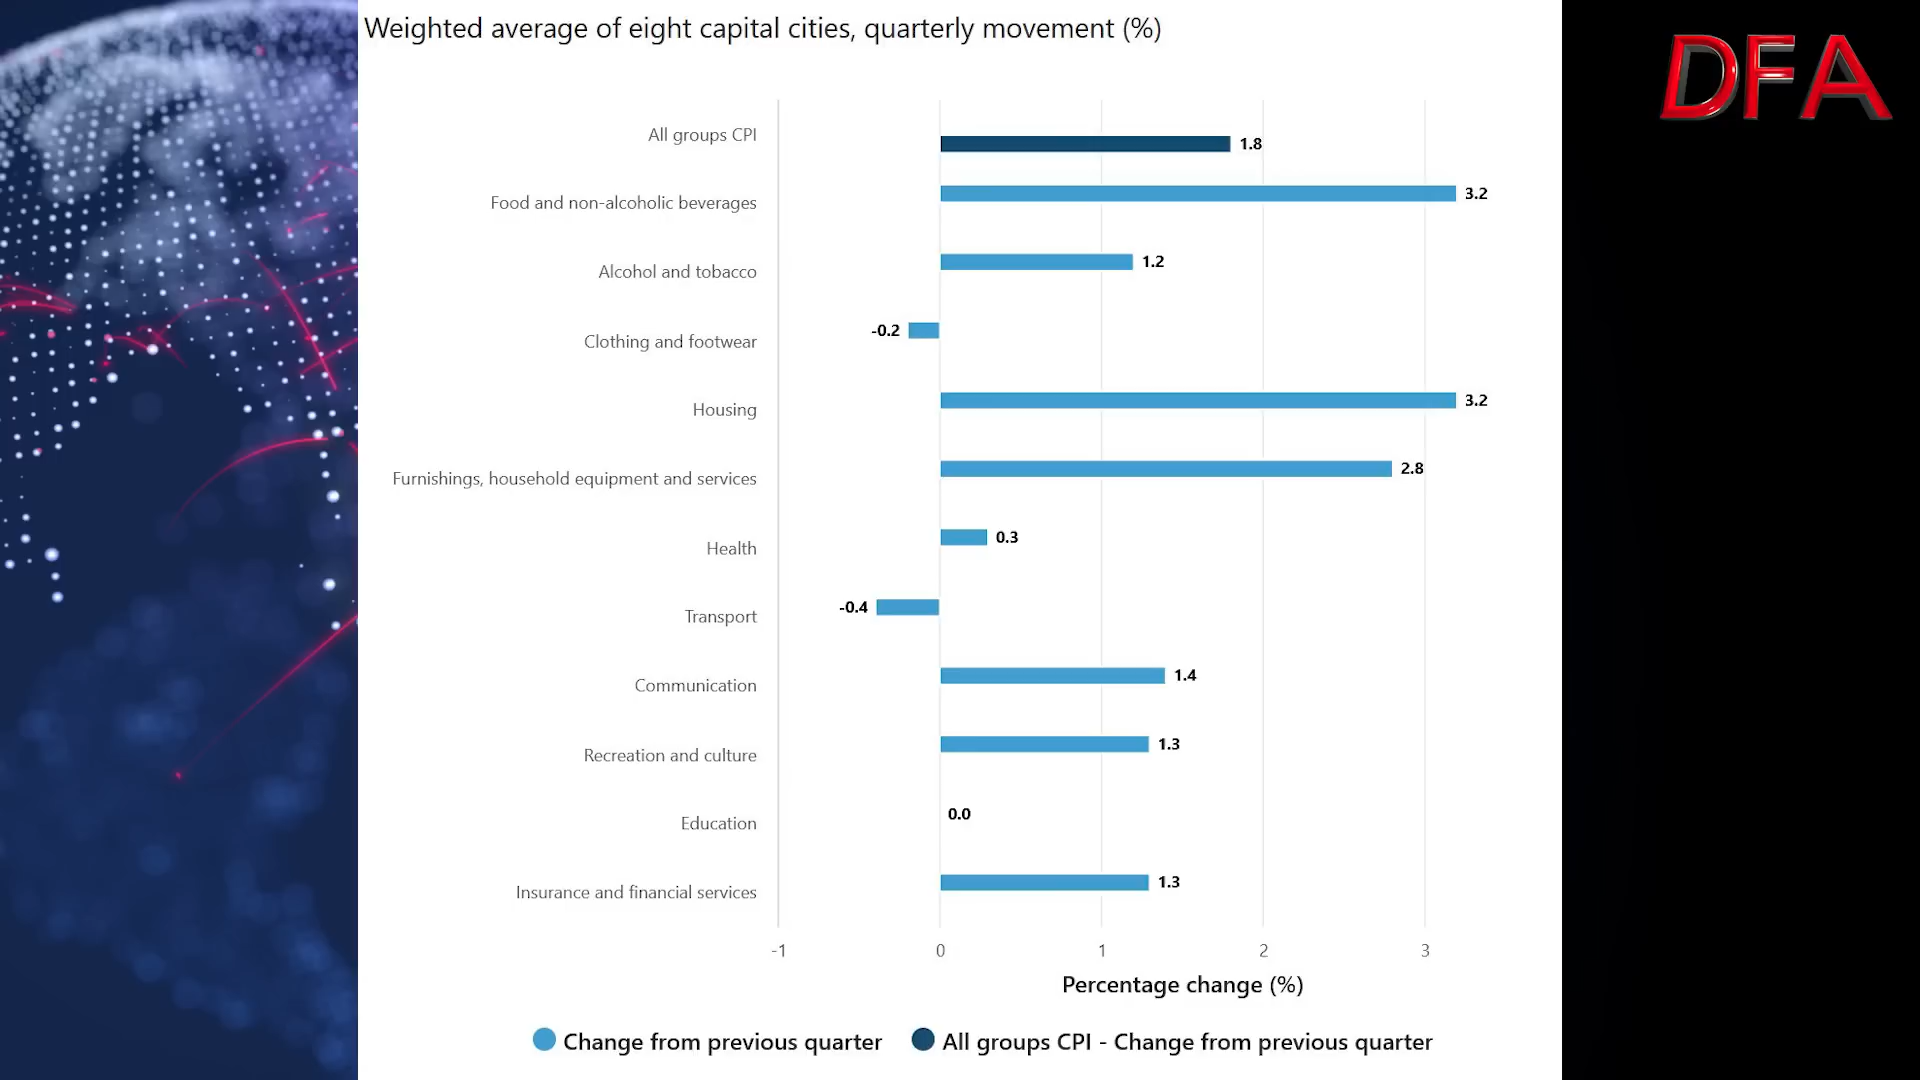 Weighted average of eight capital cities, quarterly movement (%)
DFA
All groups CPI
1.8
Food and non-alcoholic beverages
3.2
Alcohol and tobacco
1.2
Clothing and footwear
-0.2
Housing
3.2
Furnishings, household equipment and services
2.8
Health
0.3
Transport
-0.4
Communication
1.4
Recreation and culture
1.3
Education
0.0
Insurance and financial services
1.3
-1 0 1 2 3
Percentage change (%)
Change from previous quarter All groups CPI - Change from previous quarter